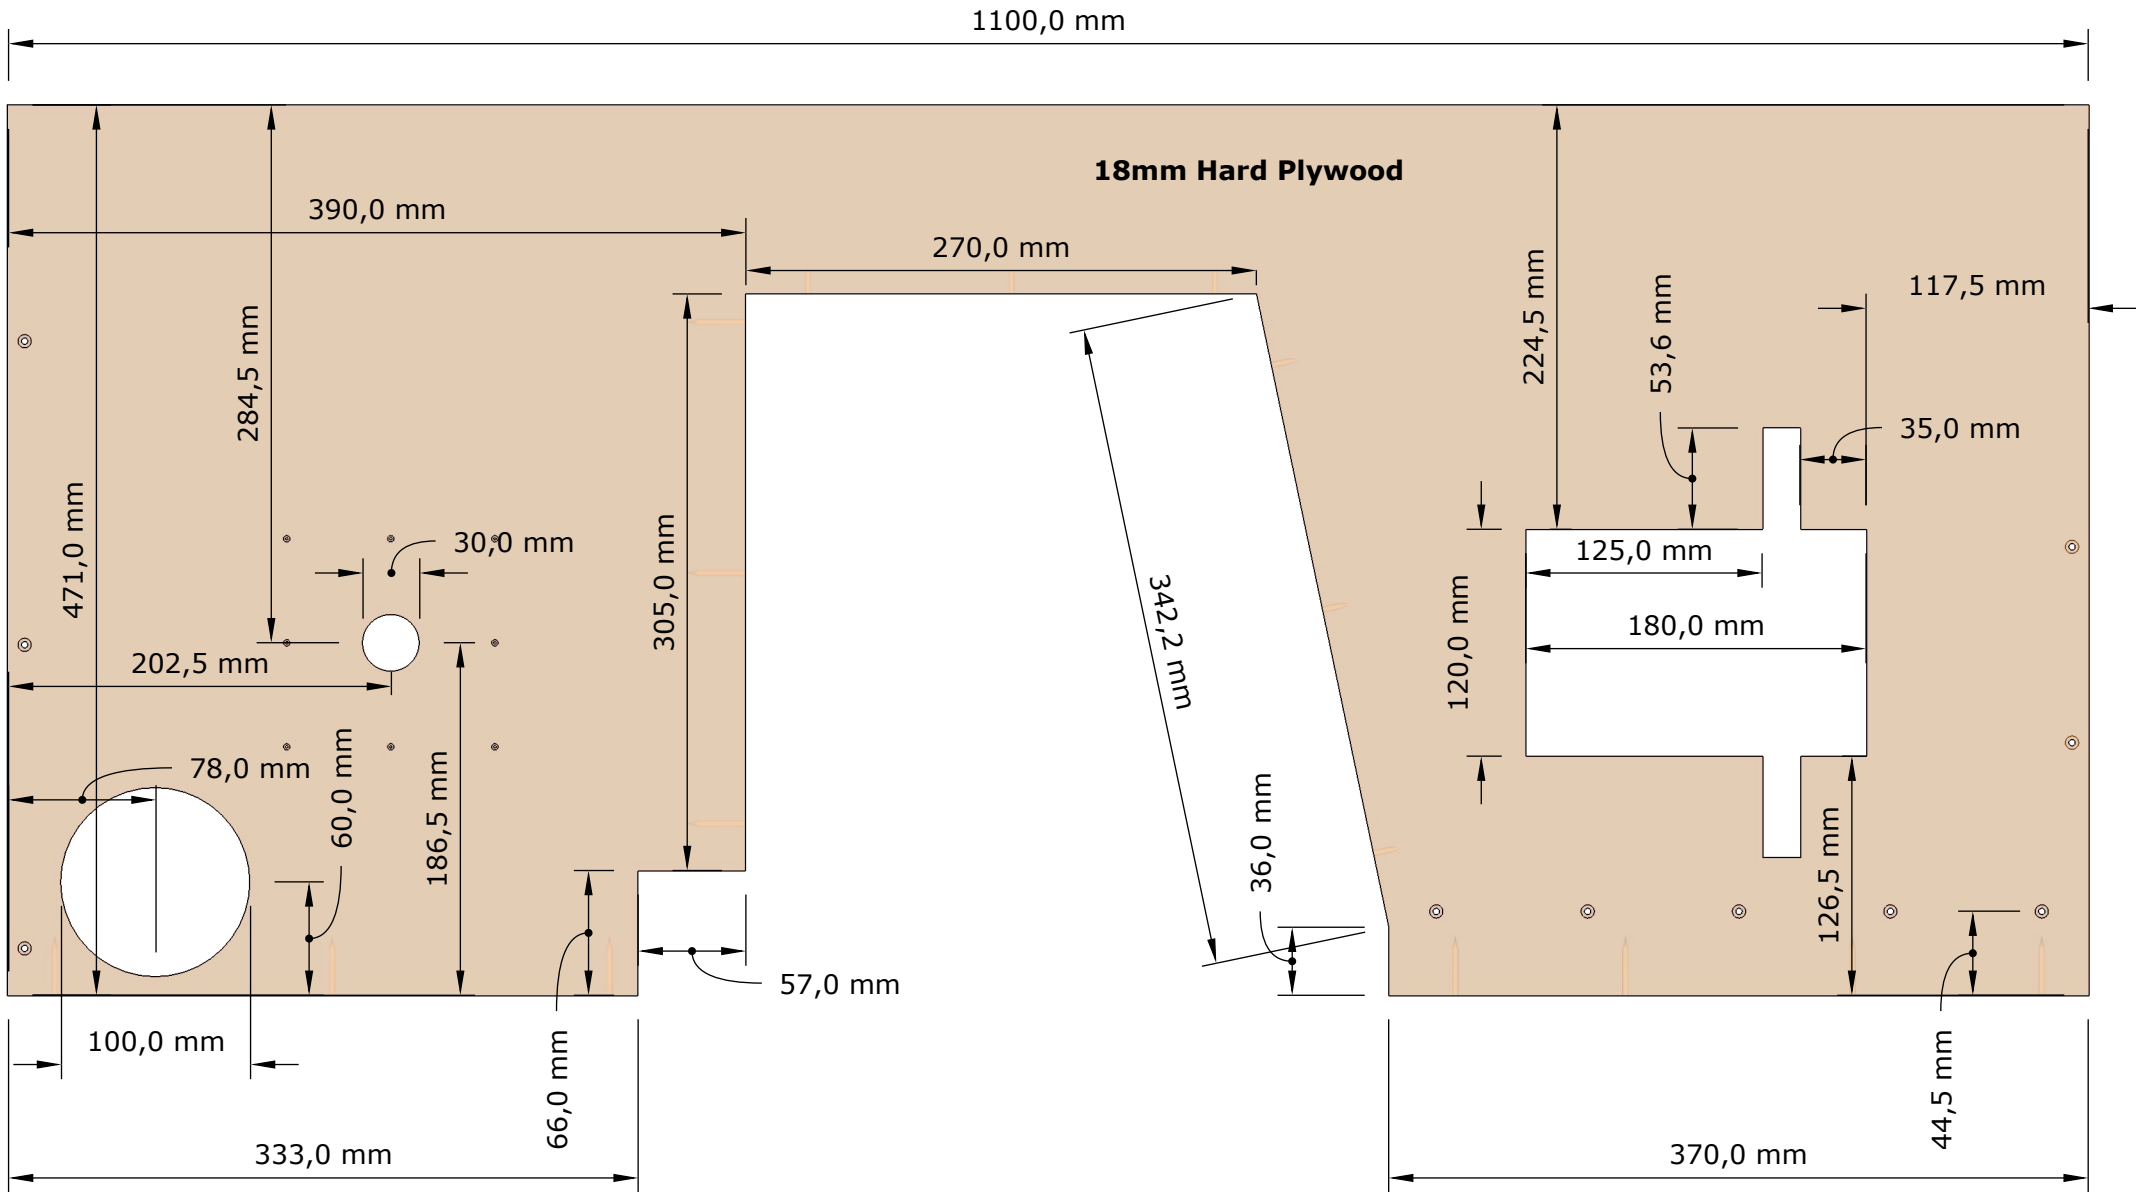 1100,0 mm
18mm Hard Plywood
390,0 mm
270,0 mm
117,5 mm
284,5 mm
224,5 mm
53,6 mm
35,0 mm
471,0 mm
30,0 mm
305,0 mm
125,0 mm
342,2 mm
120,0 mm
180,0 mm
202,5 mm
78,0 mm
60,0 mm
186,5 mm
36,0 mm
126,5 mm
57,0 mm
100,0 mm
66,0 mm
44,5 mm
333,0 mm
370,0 mm